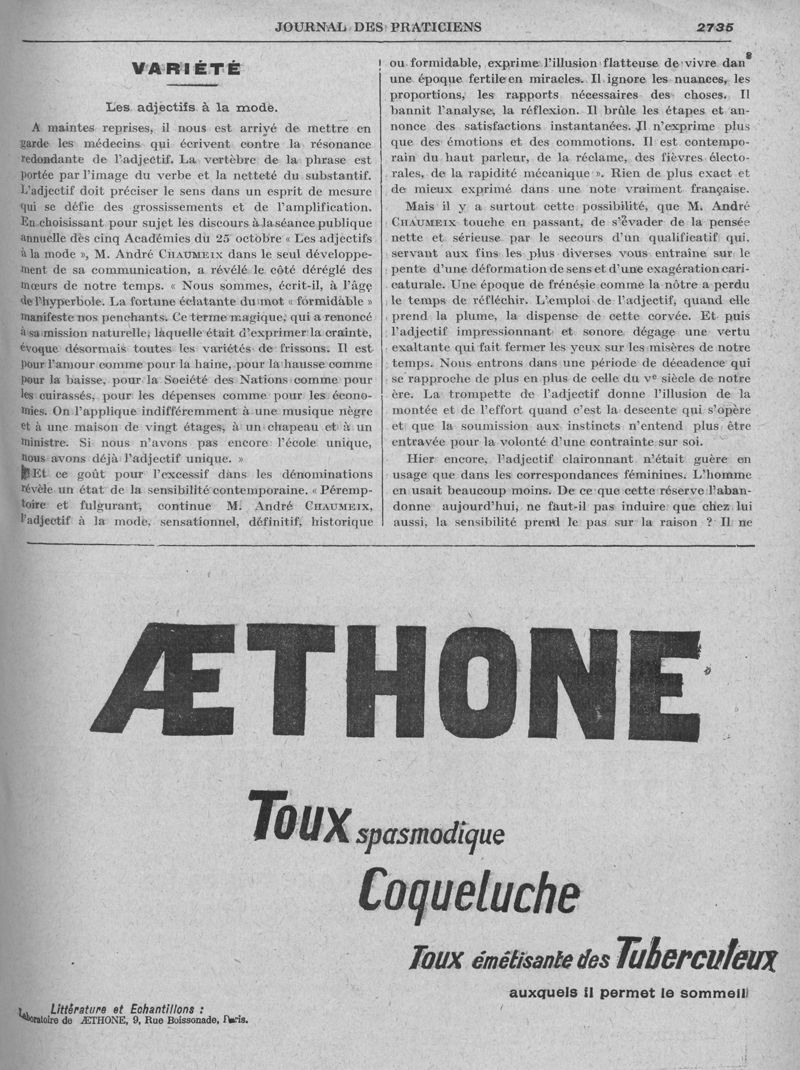 JOURNAL DES PRATICIENS
2735
VARIÉTÉ
Les adjectifs à la mode.
A maintes reprises, il nous est arrivé de mettre en
garde les médecins qui écrivent contre la résonance
redondante de l'adjectif. La vertèbre de la phrase est
portée par l'image du verbe et la netteté du substantif.
L'adjectif doit préciser le sens dans un esprit de mesure
qui se défie des grossissements et de l'amplification.
En choisissant pour sujet les discours à la séance publique
annuelle des cinq Académies du 25 octobre « Les adjectifs
à la mode », M. André CHAUMEIX dans le seul développe-
ment de sa communication, a révélé le côté déréglé des
mœurs de notre temps. « Nous sommes, écrit-il, à l'âge
de l'hyperbole. La fortune éclatante du mot « formidable »
manifeste nos penchants. Ce terme magique, qui a renoncé
à sa mission naturelle, laquelle était d'exprimer la crainte,
évoque désormais toutes les variétés de frissons. Il est
pour l'amour comme pour la haine, pour la hausse comme
pour la baisse, pour la Société des Nations comme pour
les cuirassés, pour les dépenses comme pour les écono-
mies. On l'applique indifféremment à une musique nègre
et à une maison de vingt étages, à un chapeau et à un
ministre. Si nous n'avons pas encore l'école unique,
nous avons déjà l'adjectif unique. »
Et ce goût pour l'excessif dans les dénominations
révèle un état de la sensibilité contemporaine. « Péremp-
toire et fulgurant, continue M. André CHAUMEIX,
l'adjectif à la mode, sensationnel, définitif, historique
ou formidable, exprime l'illusion flatteuse de vivre dans
une époque fertile en miracles. Il ignore les nuances, les
proportions, les rapports nécessaires des choses. Il
bannit l'analyse, la réflexion. Il brûle les étapes et an-
nonce des satisfactions instantanées. Il n'exprime plus
que des émotions et des commotions. Il est contempo-
rain du haut parleur, de la réclame, des fièvres électo-
rales, de la rapidité mécanique ». Rien de plus exact et
de mieux exprimé dans une note vraiment française.
Mais il y a surtout cette possibilité, que M. André
CHAUMEIX touche en passant, de s'évader de la pensée
nette et sérieuse par le secours d'un qualificatif qui.
servant aux fins les plus diverses vous entraîne sur le
pente d'une déformation de sens et d'une exagération cari-
caturale. Une époque de frénésie comme la nôtre a perdu
le temps de réfléchir. L'emploi de l'adjectif, quand elle
prend la plume, la dispense de cette corvée. Et puis
l'adjectif impressionnant et sonore dégage une vertu
exaltante qui fait fermer les yeux sur les misères de notre
temps. Nous entrons dans une période de décadence qui
se rapproche de plus en plus de celle du ve siècle de notre
ère. La trompette de l'adjectif donne l'illusion de la
montée et de l'effort quand c'est la descente qui s'opère
et que la soumission aux instincts n'entend plus être
entravée pour la volonté d'une contrainte sur soi.
Hier encore, l'adjectif claironnant n'était guère en
usage que dans les correspondances féminines. L'homme
en usait beaucoup moins. De ce que cette réserve l'aban-
donne aujourd'hui, ne faut-il pas induire que chez lui
aussi, la sensibilité prend le pas sur la raison ? Il ne
ÆTHONE
Toux spasmodique
Coqueluche
Toux émétisante des Tuberculeux
auxquels il permet le sommeil
Littérature et Echantillons :
Laboratoire de ÆTHONE, 9, Rue Boissonade, Paris.